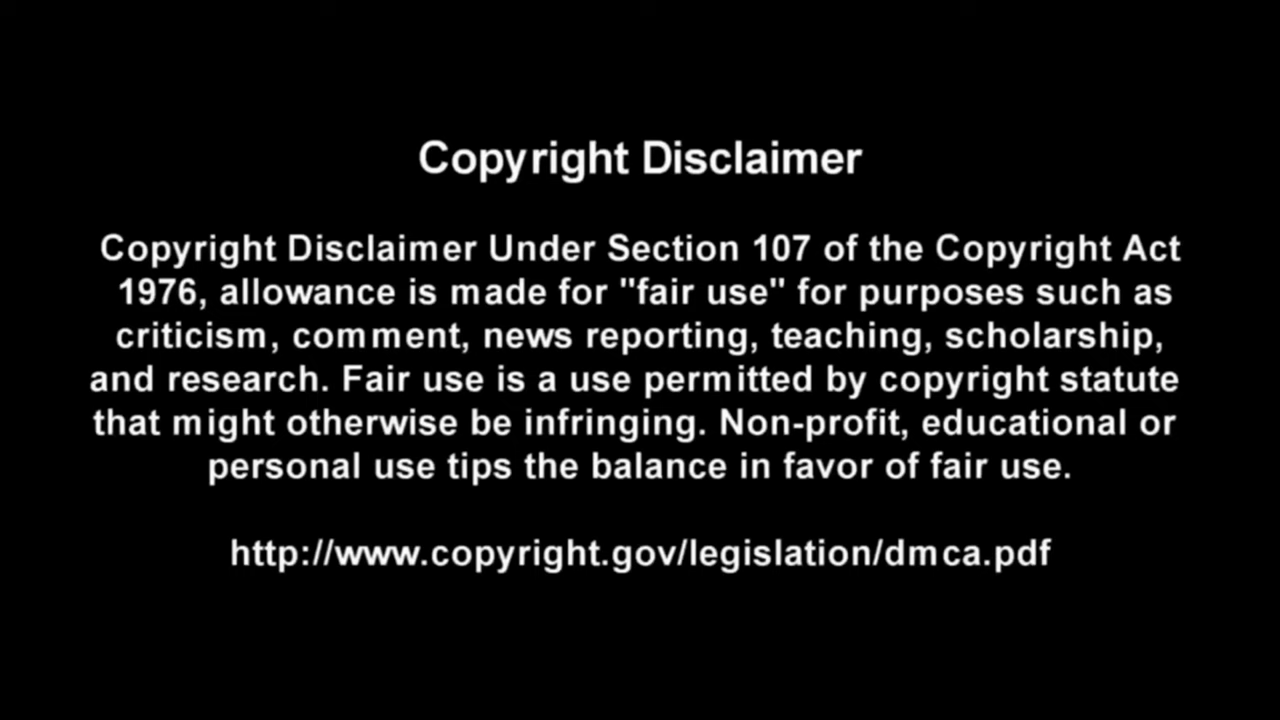 Copyright Disclaimer
Copyright Disclaimer Under Section 107 of the Copyright Act
1976, allowance is made for "fair use" for purposes such as
criticism, comment, news reporting, teaching, scholarship,
and research. Fair use is a use permitted by copyright statute
that might otherwise be infringing. Non-profit, educational or
personal use tips the balance in favor of fair use.
http://www.copyright.gov/legislation/dmca.pdf